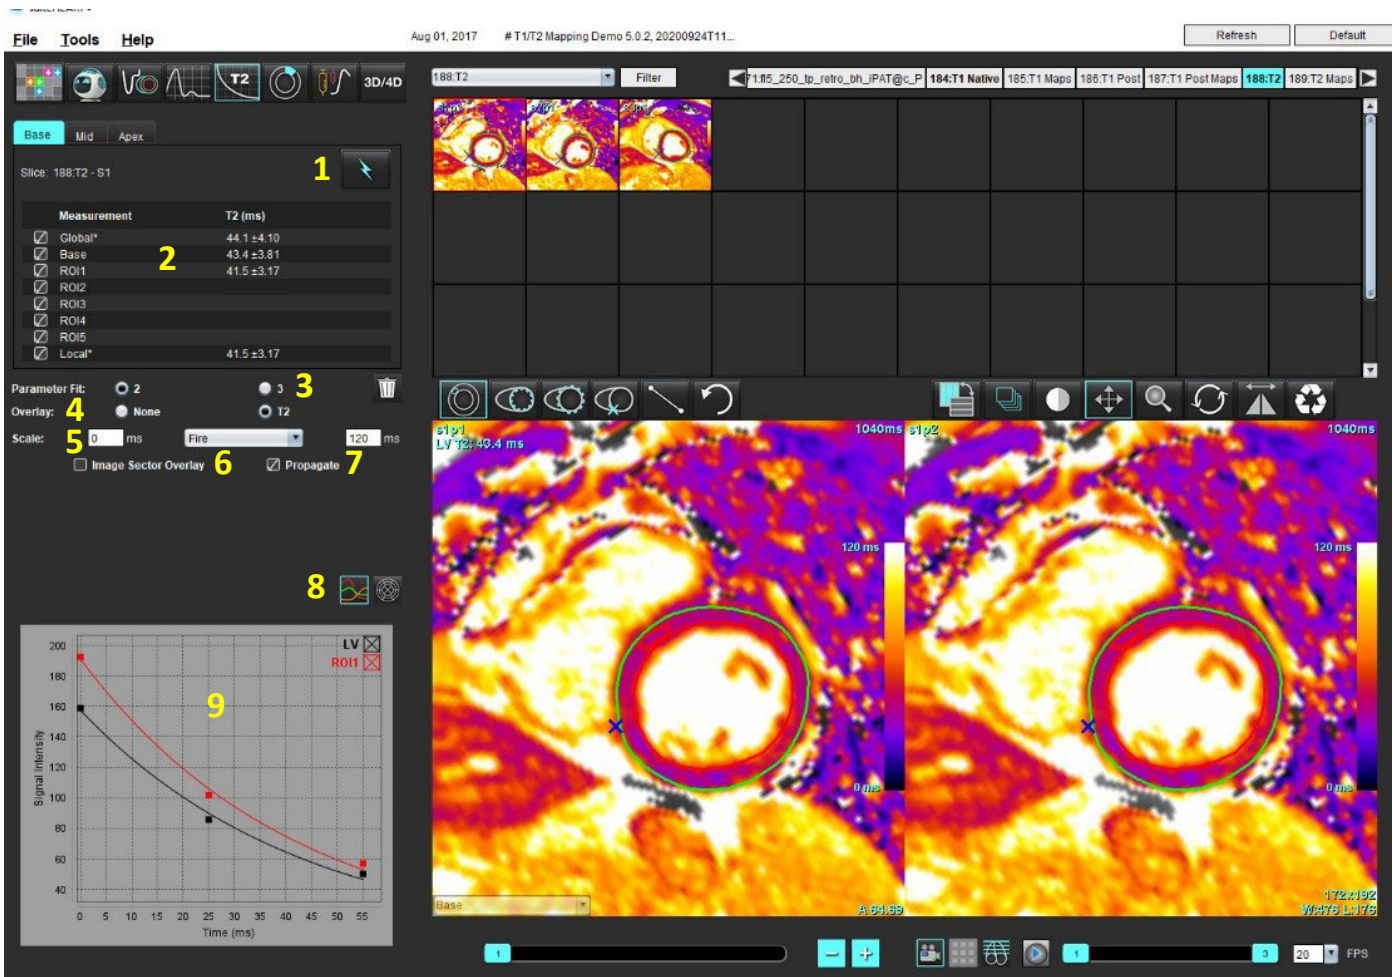 File Tools Help
Aug 01, 2017 # T1/T2 Mapping Demo 5.0.2, 20200924T11...
Refresh Default
T2 3D/4D
188:T2 Filter
71:fl5_250_tp_retro_bh_iPAT@c_P 184:T1 Native 185:T1 Maps 186:T1 Post 187:T1 Post Maps 188:T2 189:T2 Maps
Base Mid Apex
Slice: 188:T2 - S1
1
Measurement T2 (ms)
Global* 44.1 ±4.10
Base 43.4 ±3.81
2
ROI1 41.5 ±3.17
ROI2
ROI3
ROI4
ROI5
Local* 41.5 ±3.17
Parameter Fit: 2 3
3
Overlay: None T2
4
Scale: 0 ms Fire 120 ms
5
Image Sector Overlay Propagate
6
7
8
LV
ROI1
9
200
180
160
140
120
100
80
60
40
Signal Intensity
0 5 10 15 20 25 30 35 40 45 50 55
Time (ms)
s1p1 1040ms
LV T2: 43.4 ms
120 ms
0 ms
Base A 64.69
s1p2 1040ms
120 ms
0 ms
172x192
W:476 L:176
1
1 3 20 FPS